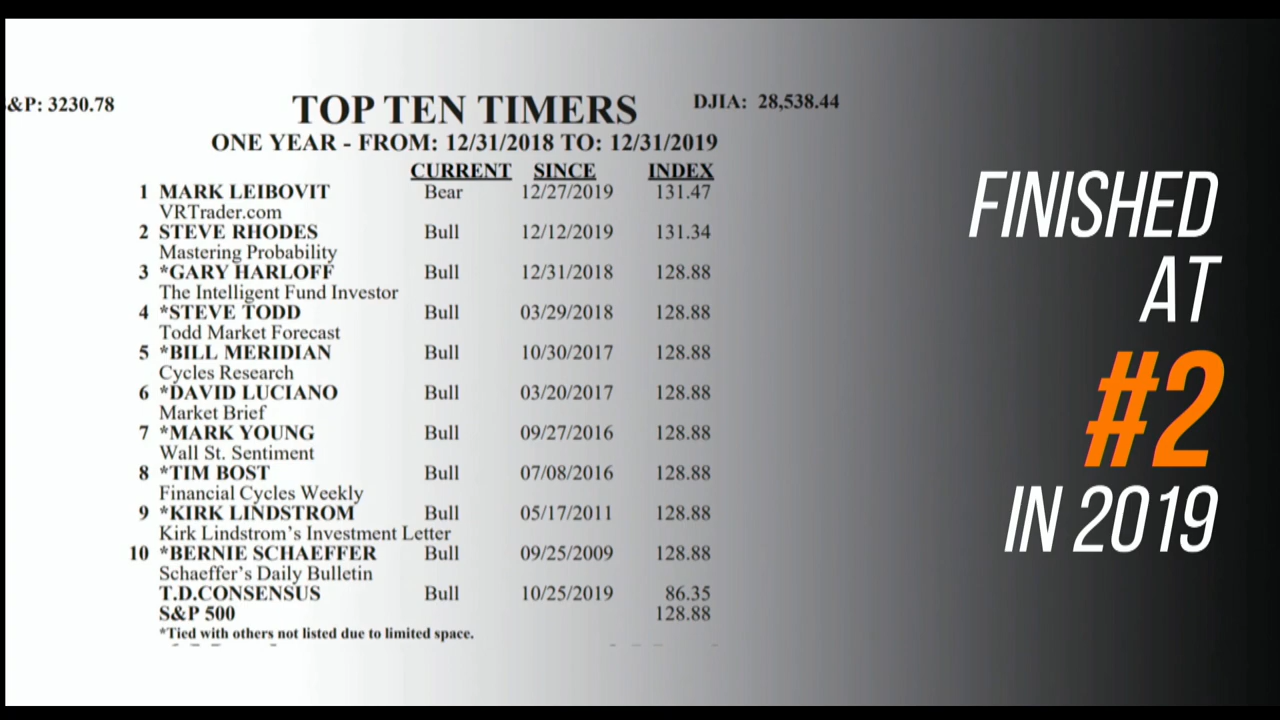 &P: 3230.78
TOP TEN TIMERS
DJIA: 28,538.44
ONE YEAR - FROM: 12/31/2018 TO: 12/31/2019
CURRENT SINCE INDEX
1 MARK LEIBOVIT Bear 12/27/2019 131.47
VRTrader.com
2 STEVE RHODES Bull 12/12/2019 131.34
Mastering Probability
3 *GARY HARLOFF Bull 12/31/2018 128.88
The Intelligent Fund Investor
4 *STEVE TODD Bull 03/29/2018 128.88
Todd Market Forecast
5 *BILL MERIDIAN Bull 10/30/2017 128.88
Cycles Research
6 *DAVID LUCIANO Bull 03/20/2017 128.88
Market Brief
7 *MARK YOUNG Bull 09/27/2016 128.88
Wall St. Sentiment
8 *TIM BOST Bull 07/08/2016 128.88
Financial Cycles Weekly
9 *KIRK LINDSTROM Bull 05/17/2011 128.88
Kirk Lindstrom's Investment Letter
10 *BERNIE SCHAEFFER Bull 09/25/2009 128.88
Schaeffer's Daily Bulletin
T.D.CONSENSUS Bull 10/25/2019 86.35
S&P 500 128.88
*Tied with others not listed due to limited space.
FINISHED
AT
#2
IN 2019